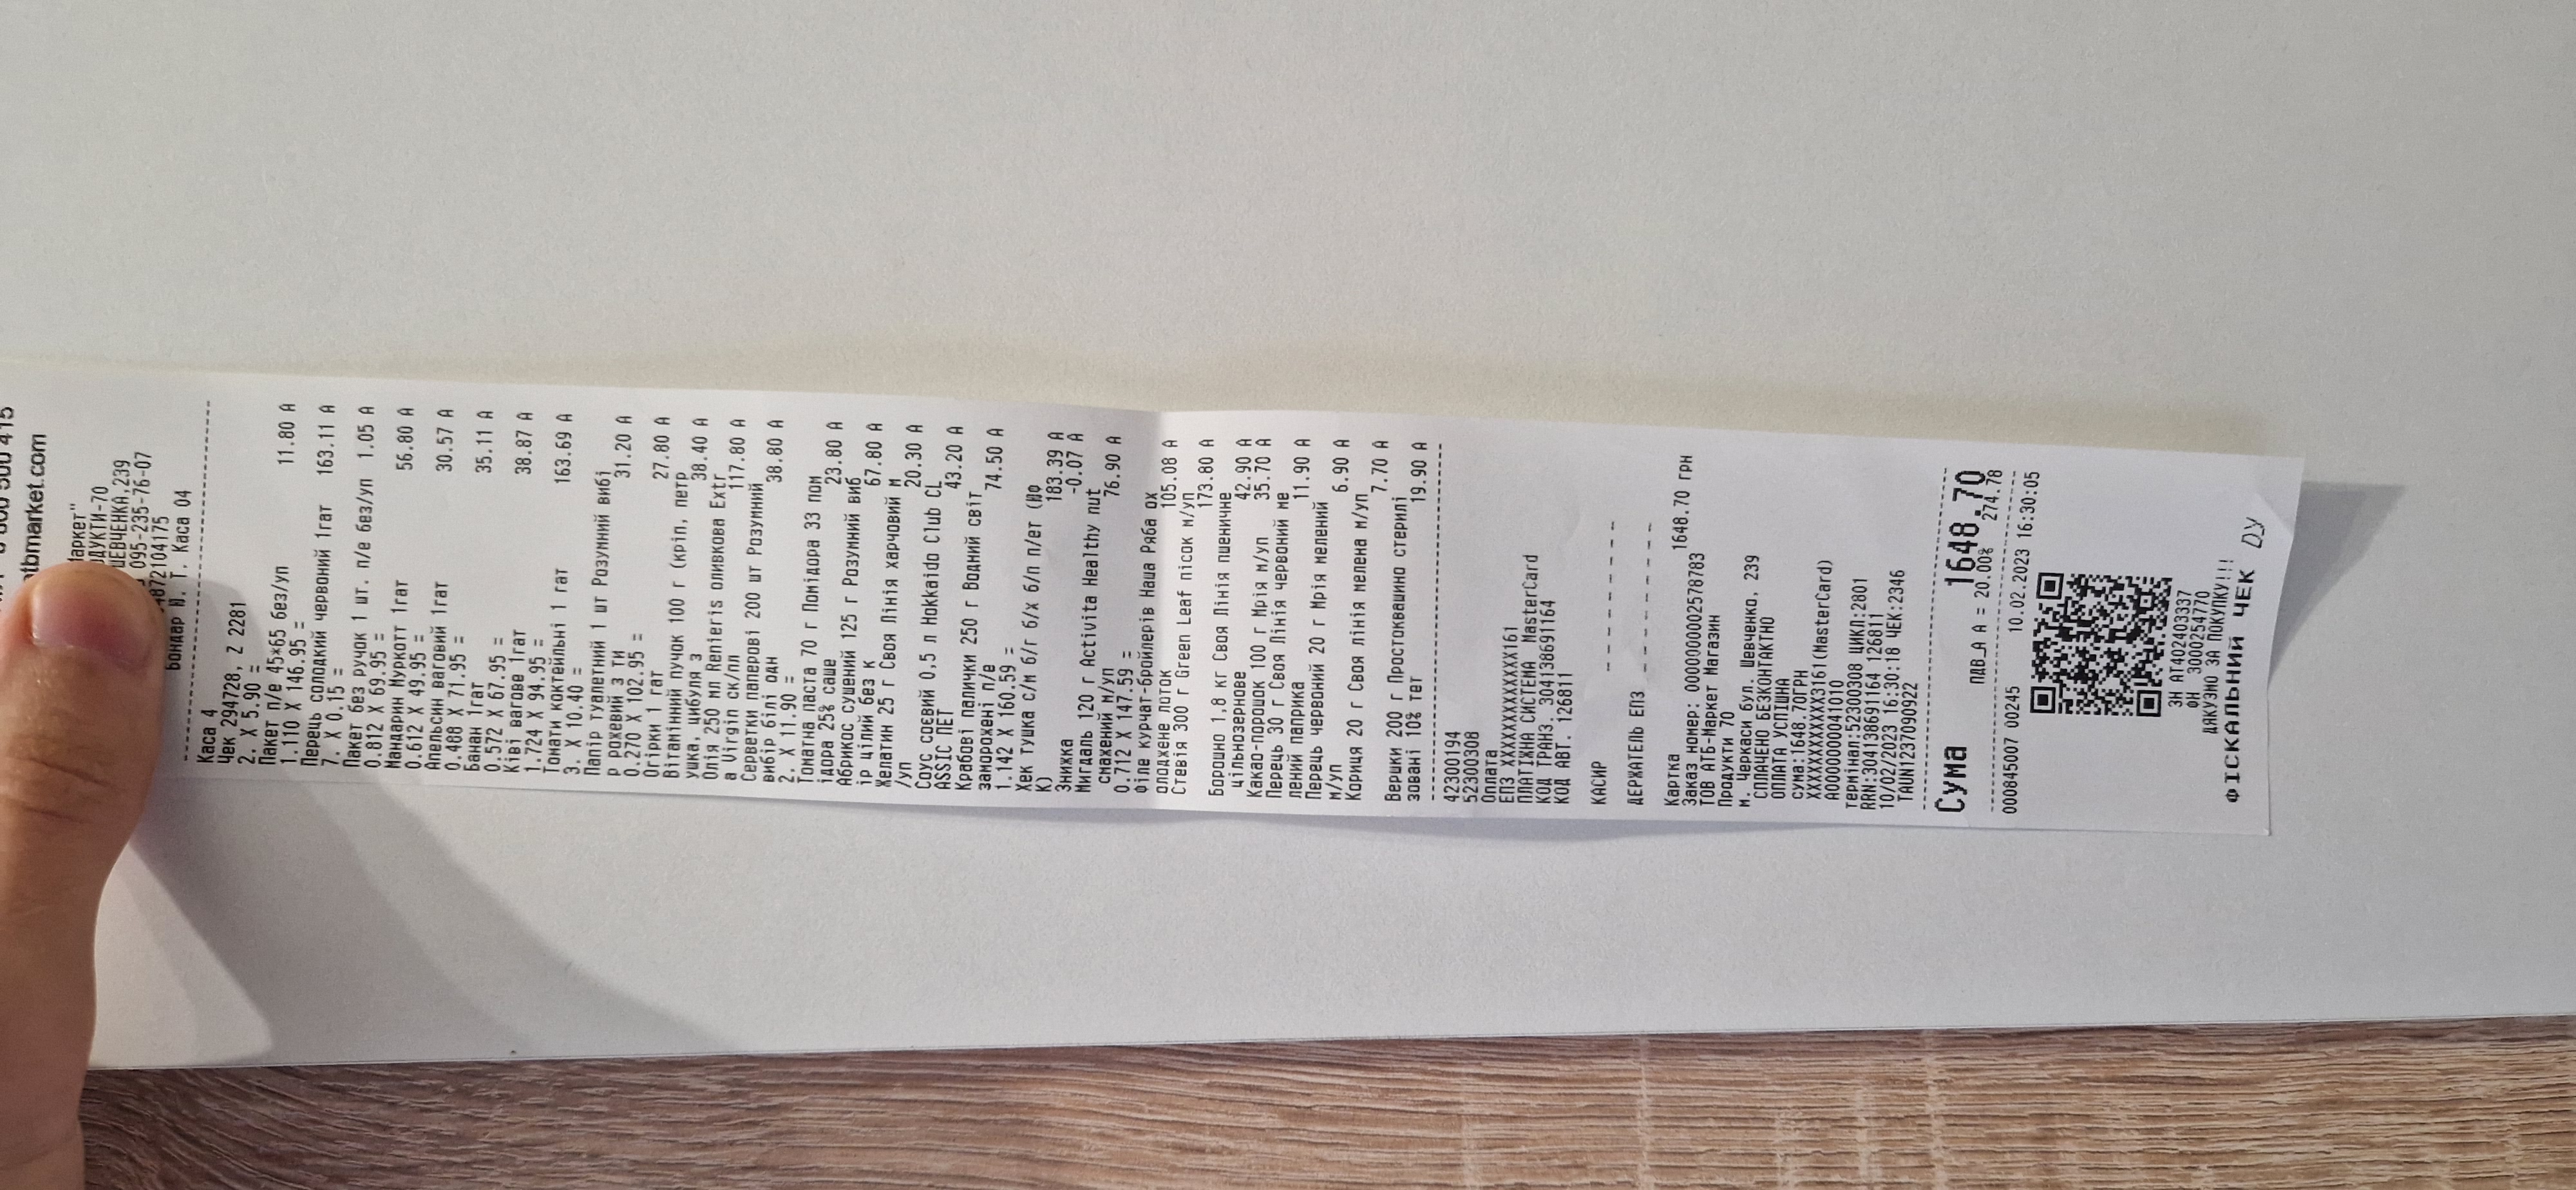 0 800 500 415
atbmarket.com
маркет"
ОДУКТИ-70
ШЕВЧЕНКА,239
095-235-76-07
48721041​75
Бондар Ю. Т. Каса 04
Каса 4
Чек 294728, Z 2281
2. X 5.90 =
Пакет п/е 45*65 без/уп 11.80 А
1.110 X 146.95 =
Перець солодкий червоний 1гат 163.11 А
7. X 0.15 =
Пакет без ручок 1 шт. п/е без/уп 1.05 А
0.812 X 69.95 =
Мандарин Муркотт 1гат 56.80 А
0.612 X 49.95 =
Апельсин ваговий 1гат 30.57 А
0.488 X 71.95 =
Банан 1гат 35.11 А
0.572 X 67.95 =
Ківі вагове 1гат 38.87 А
1.724 X 94.95 =
Томати коктейльні 1 гат 163.69 А
3. X 10.40 =
Папір туалетний 1 шт Розумний вибі
р рожевий з ти 31.20 А
0.270 X 102.95 =
Огірки 1 гат 27.80 А
Вітамінний пучок 100 г (кріп, петр
ушка, цибуля з 38.40 А
Олія 250 мл Renieris оливкова Extr
a Virgin ск/пл 117.80 А
Серветки паперові 200 шт Розумний
вибір білі одн 38.80 А
2. X 11.90 =
Томатна паста 70 г Помідора 33 пом
ідора 25% саше 23.80 А
Абрикос сушений 125 г Розумний виб
ір цілий без к 67.80 А
Желатин 25 г Своя Лінія харчовий м
/уп 20.30 А
Соус соєвий 0,5 л Hokkaido Club CL
ASSIC ПЕТ 43.20 А
Крабові палички 250 г Водний світ
заморожені п/е 74.50 А
1.142 X 160.59 =
Хек тушка с/м б/г б/х б/л п/ет (ШФ
К) 183.39 А
Знижка -0.07 А
Мигдаль 120 г Activita Healthy nut
смажений м/уп 76.90 А
0.712 X 147.59 =
Філе курчат-бройлерів Наша Ряба ох
олоджене лоток 105.08 А
Стевія 300 г Green Leaf пісок м/уп
173.80 А
Борошно 1,8 кг Своя Лінія пшеничне
цільнозернове 42.90 А
Какао-порошок 100 г Мрія м/уп 35.70 А
Перець 30 г Своя Лінія червоний ме
лений паприка 11.90 А
Перець червоний 20 г Мрія мелений
м/уп 6.90 А
Кориця 20 г Своя лінія мелена м/уп
7.70 А
Вершки 200 г Простоквашино стерилі
зовані 10% тет 19.90 А
42300194
52300308
Оплата
ЕПЗ XXXXXXXXXXXXX161
ПЛАТІЖНА СИСТЕМА MasterCard
КОД ТРАНЗ. 304138691164
КОД АВТ. 126811
КАСИР
ДЕРЖАТЕЛЬ ЕПЗ
Картка 1648.70 грн
Заказ номер: 0000000002578783
ТОВ АТБ-Маркет Магазин
Продукти 70
м. Черкаси бул. Шевченко, 239
СПЛАЧЕНО БЕЗКОНТАКТНО
ОПЛАТА УСПІШНА
сума:1648.70ГРН
XXXXXXXXXXXX3161(MasterCard)
A0000000041010
термінал:52300308 ЦИКЛ:2801
RRN:304138691164 126811
10/02/2023 16:30:18 ЧЕК:2346
TAUN1237090922
Сума 1648.70
ПДВ_А А = 20.00% 274.78
000845007 00245 10.02.2023 16:30:05
ЗН АТ402403337
ФН 3000254770
ДЯКУЄМО ЗА ПОКУПКУ!!!
ФІСКАЛЬНИЙ ЧЕК